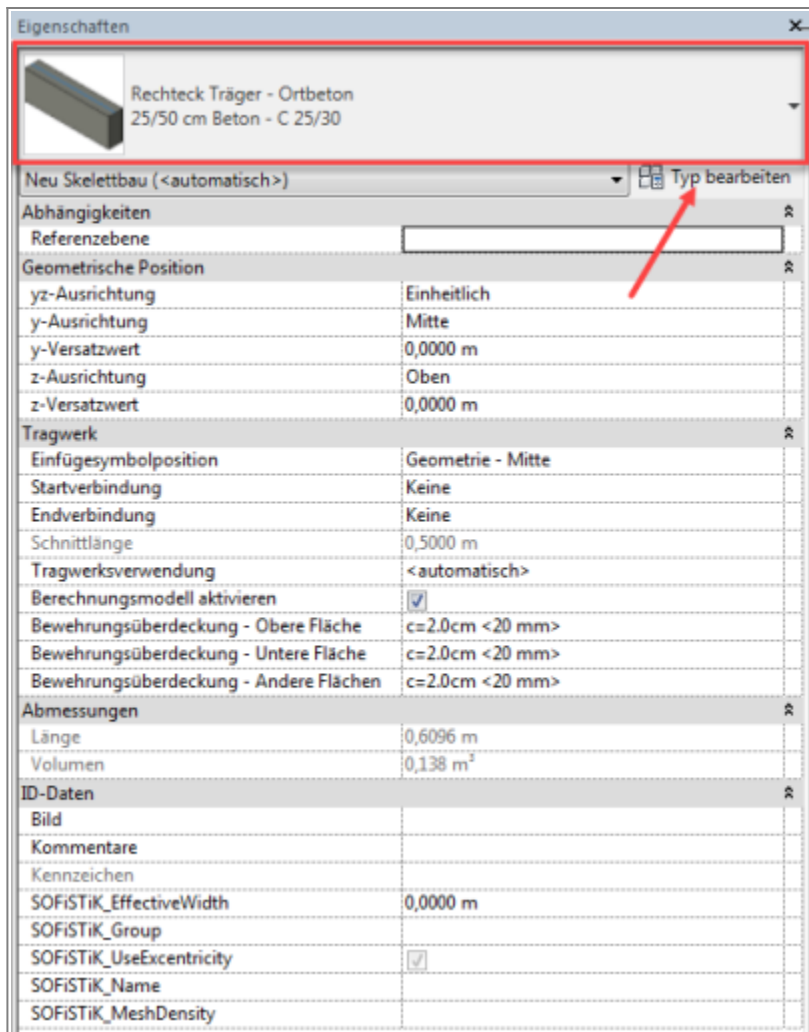 Eigenschaften
Rechteck Träger - Ortbeton
25/50 cm Beton - C 25/30
Neu Skelettbau (<automatisch>) Typ bearbeiten
Abhängigkeiten
Referenzebene
Geometrische Position
yz-Ausrichtung Einheitlich
y-Ausrichtung Mitte
y-Versatzwert 0,0000 m
z-Ausrichtung Oben
z-Versatzwert 0,0000 m
Tragwerk
Einfügesymbolposition Geometrie - Mitte
Startverbindung Keine
Endverbindung Keine
Schnittlänge 0,5000 m
Tragwerksverwendung <automatisch>
Berechnungsmodell aktivieren
Bewehrungsüberdeckung - Obere Fläche c=2.0cm <20 mm>
Bewehrungsüberdeckung - Untere Fläche c=2.0cm <20 mm>
Bewehrungsüberdeckung - Andere Flächen c=2.0cm <20 mm>
Abmessungen
Länge 0,6096 m
Volumen 0,138 m³
ID-Daten
Bild
Kommentare
Kennzeichen
SOFiSTiK_EffectiveWidth 0,0000 m
SOFiSTiK_Group
SOFiSTiK_UseExcentricity
SOFiSTiK_Name
SOFiSTiK_MeshDensity